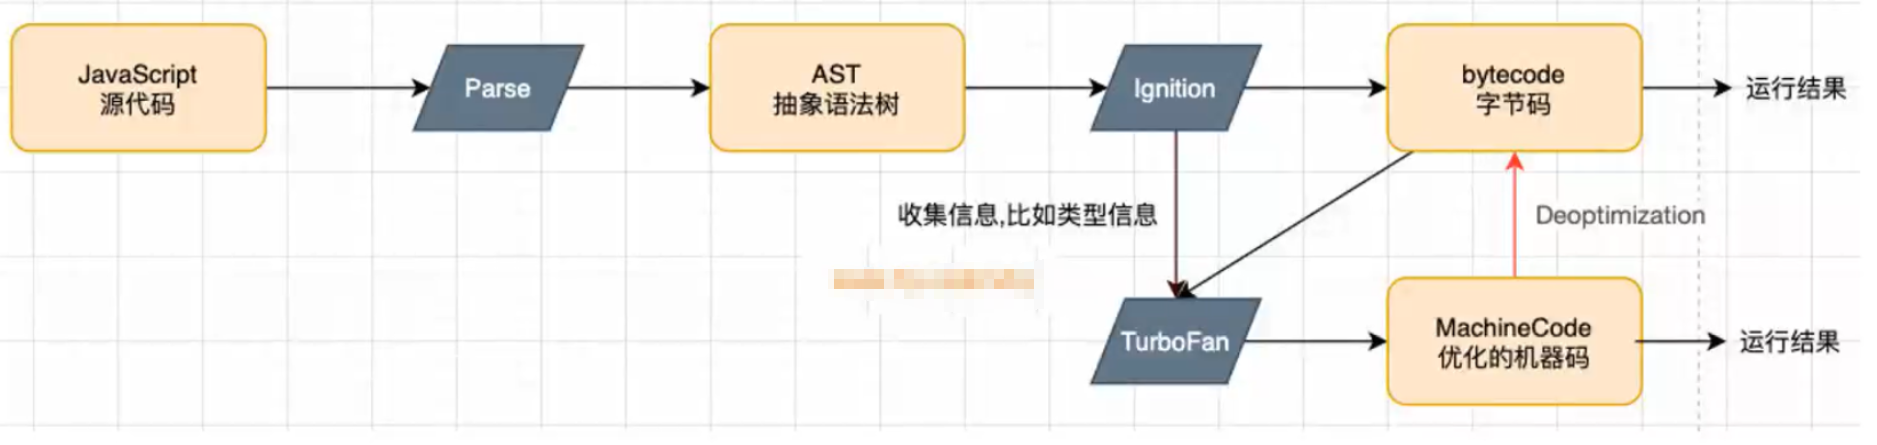 JavaScript
源代码
Parse
AST
抽象语法树
Ignition
bytecode
字节码
运行结果
收集信息,比如类型信息
Deoptimization
TurboFan
MachineCode
优化的机器码
运行结果